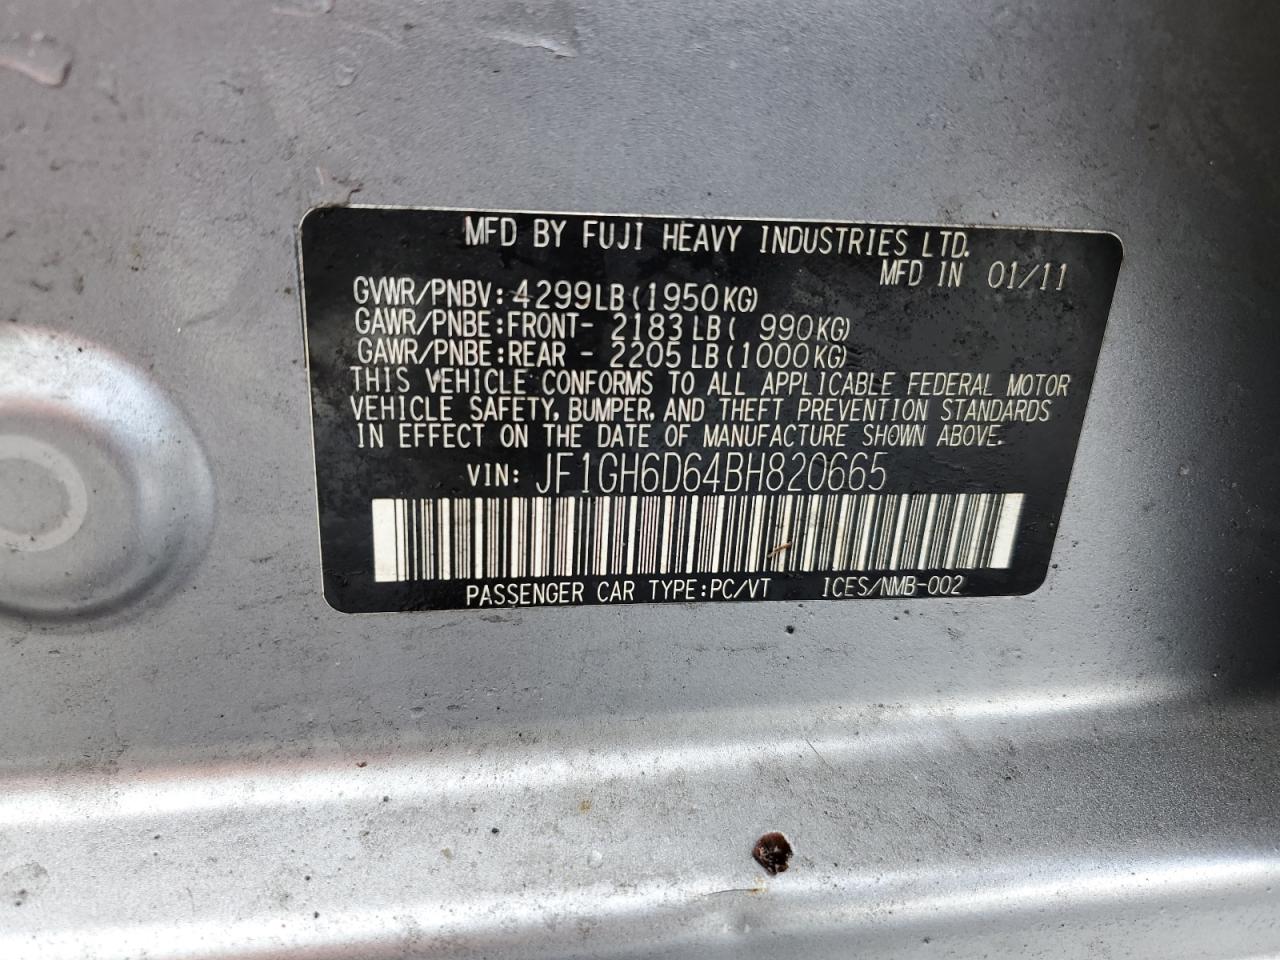 MFD BY FUJI HEAVY INDUSTRIES LTD.
MFD IN 01/11
GVWR/PNBV: 4299LB(1950KG)
GAWR/PNBE:FRONT- 2183LB( 990KG)
GAWR/PNBE:REAR - 2205LB(1000KG)
THIS VEHICLE CONFORMS TO ALL APPLICABLE FEDERAL MOTOR
VEHICLE SAFETY, BUMPER, AND THEFT PREVENTION STANDARDS
IN EFFECT ON THE DATE OF MANUFACTURE SHOWN ABOVE.
VIN: JF1GH6D64BH820665
PASSENGER CAR TYPE:PC/VT ICES/NMB-002